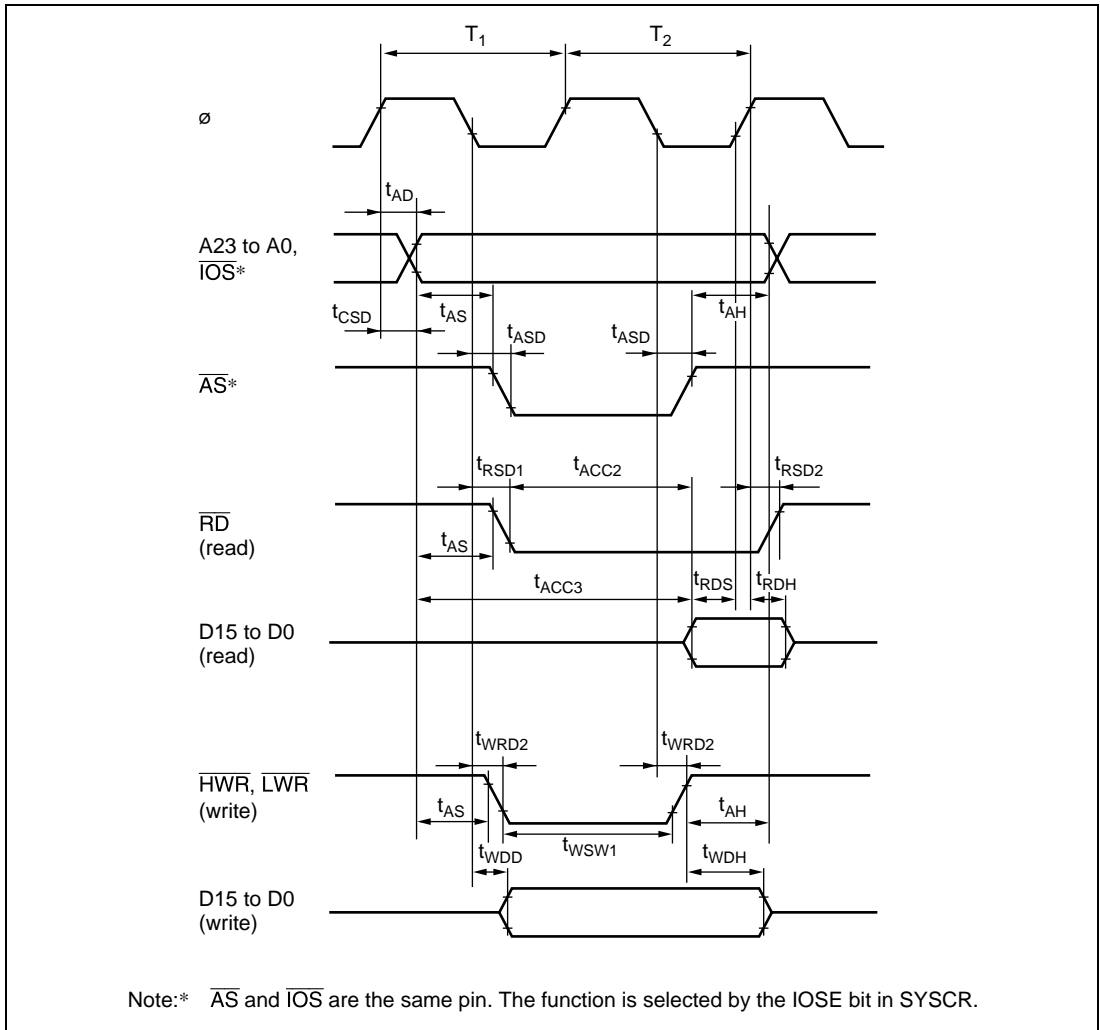 T1 T2
ø
tAD
A23 to A0,
IOS*
tCSD tAS tASD tASD tAH
AS*
tRSD1 tACC2 tRSD2
RD
(read)
tAS
tACC3 tRDS tRDH
D15 to D0
(read)
tWRD2 tWRD2
HWR, LWR
(write)
tAS tAH
tWDD tWSW1 tWDH
D15 to D0
(write)
Note:* AS and IOS are the same pin. The function is selected by the IOSE bit in SYSCR.